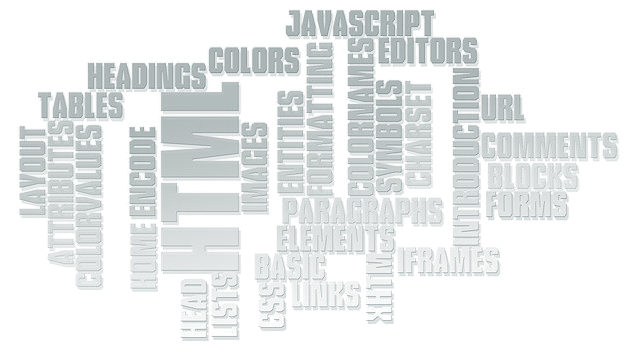 JAVASCRIPT
EDITORS
COLORS
HEADINGS
TABLES
LAYOUT
ATTRIBUTES
COLORVALUES
HOME
ENCODE
HTML
IMAGES
ENTITIES
FORMATTING
COLORNAMES
SYMBOLS
CHARSET
INTRODUCTION
URL
COMMENTS
BLOCKS
FORMS
PARAGRAPHS
ELEMENTS
BASIC
XHTML
IFRAMES
HEAD
LISTS
CSS
LINKS